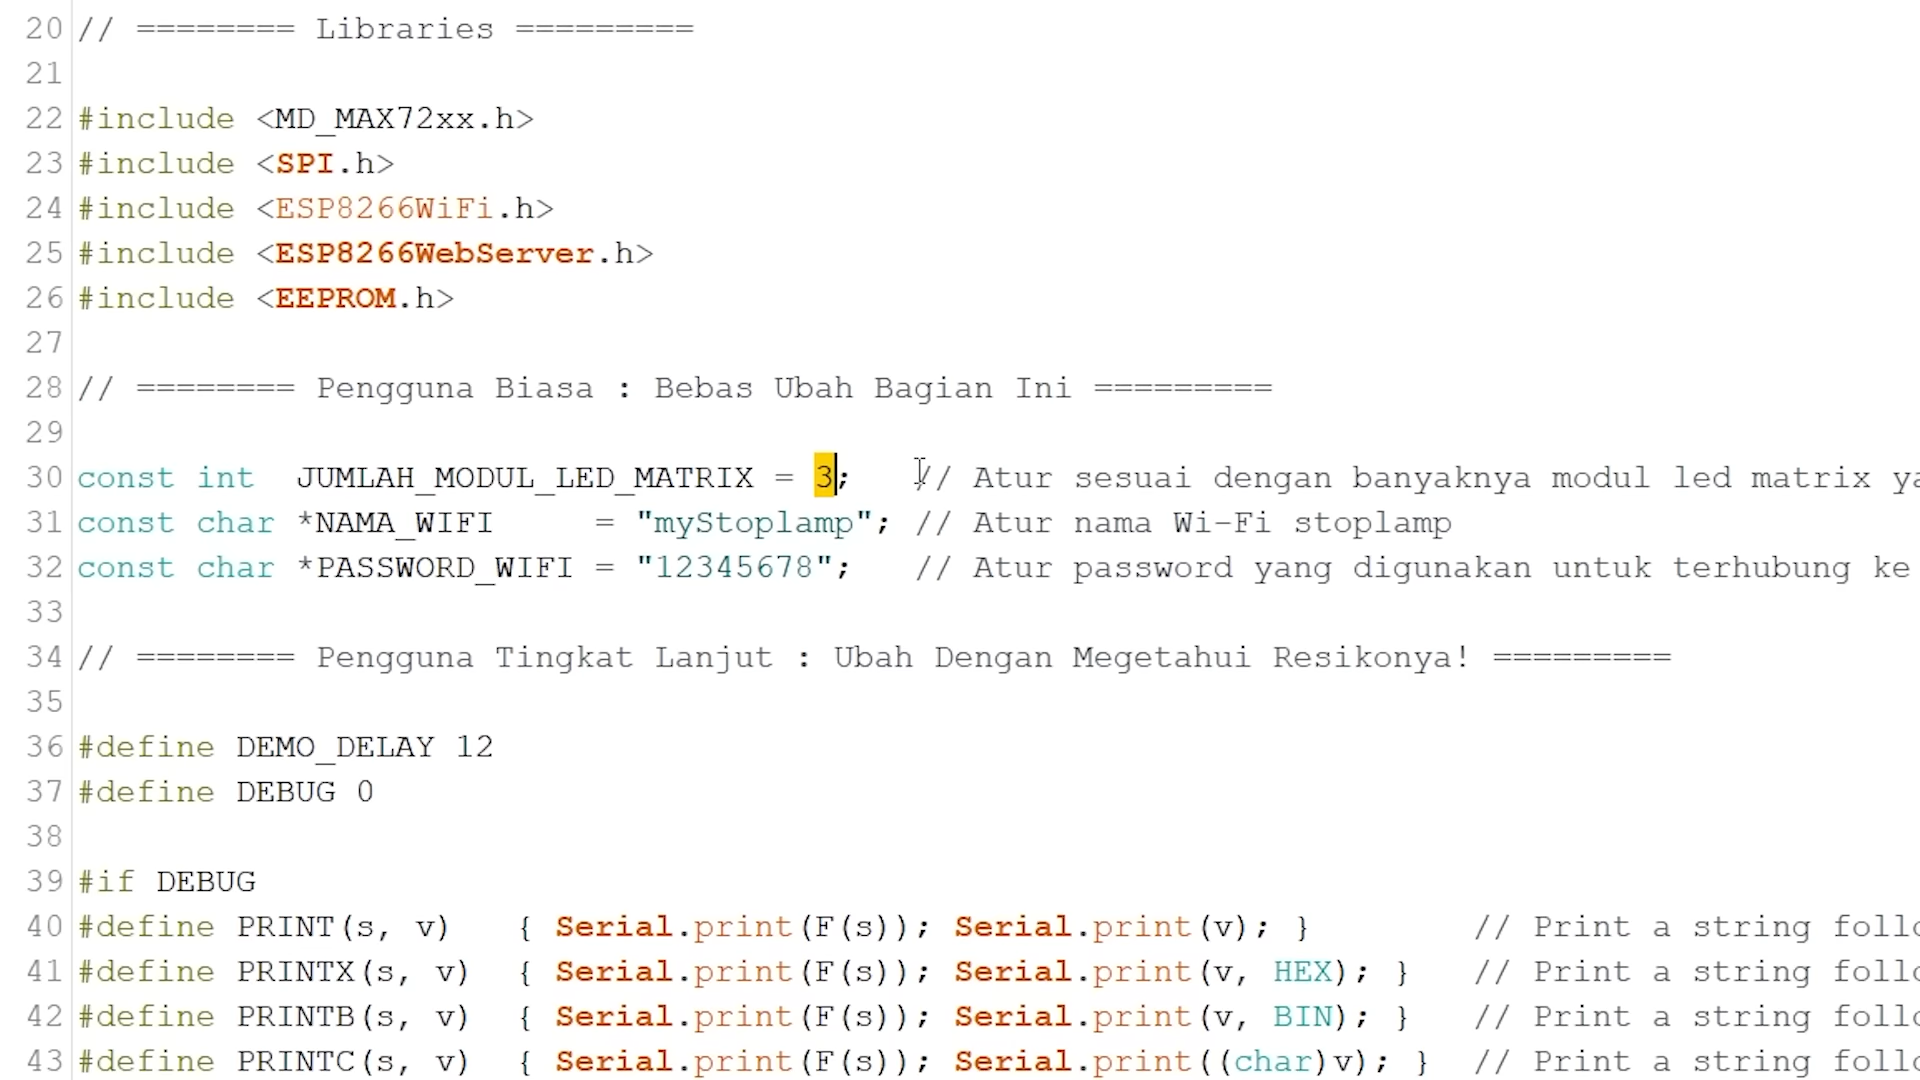 20 // ======== Libraries =========
21
22 #include <MD_MAX72xx.h>
23 #include <SPI.h>
24 #include <ESP8266WiFi.h>
25 #include <ESP8266WebServer.h>
26 #include <EEPROM.h>
27
28 // ======== Pengguna Biasa : Bebas Ubah Bagian Ini =========
29
30 const int  JUMLAH_MODUL_LED_MATRIX = 3;   // Atur sesuai dengan banyaknya modul led matrix
31 const char *NAMA_WIFI     = "myStoplamp"; // Atur nama Wi-Fi stoplamp
32 const char *PASSWORD_WIFI = "12345678";   // Atur password yang digunakan untuk terhubung ke
33
34 // ======== Pengguna Tingkat Lanjut : Ubah Dengan Megetahui Resikonya! =========
35
36 #define DEMO_DELAY 12
37 #define DEBUG 0
38
39 #if DEBUG
40 #define PRINT(s, v)   { Serial.print(F(s)); Serial.print(v); }        // Print a string
41 #define PRINTX(s, v)  { Serial.print(F(s)); Serial.print(v, HEX); }   // Print a string
42 #define PRINTB(s, v)  { Serial.print(F(s)); Serial.print(v, BIN); }   // Print a string
43 #define PRINTC(s, v)  { Serial.print(F(s)); Serial.print((char)v); }  // Print a string